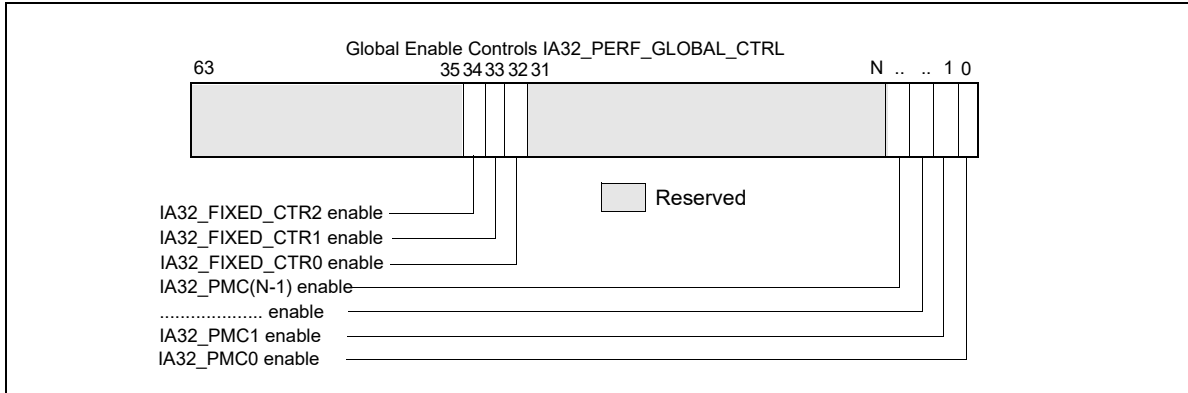 Global Enable Controls IA32_PERF_GLOBAL_CTRL
63 35 34 33 32 31 N .. .. 1 0
Reserved
IA32_FIXED_CTR2 enable
IA32_FIXED_CTR1 enable
IA32_FIXED_CTR0 enable
IA32_PMC(N-1) enable
.................... enable
IA32_PMC1 enable
IA32_PMC0 enable